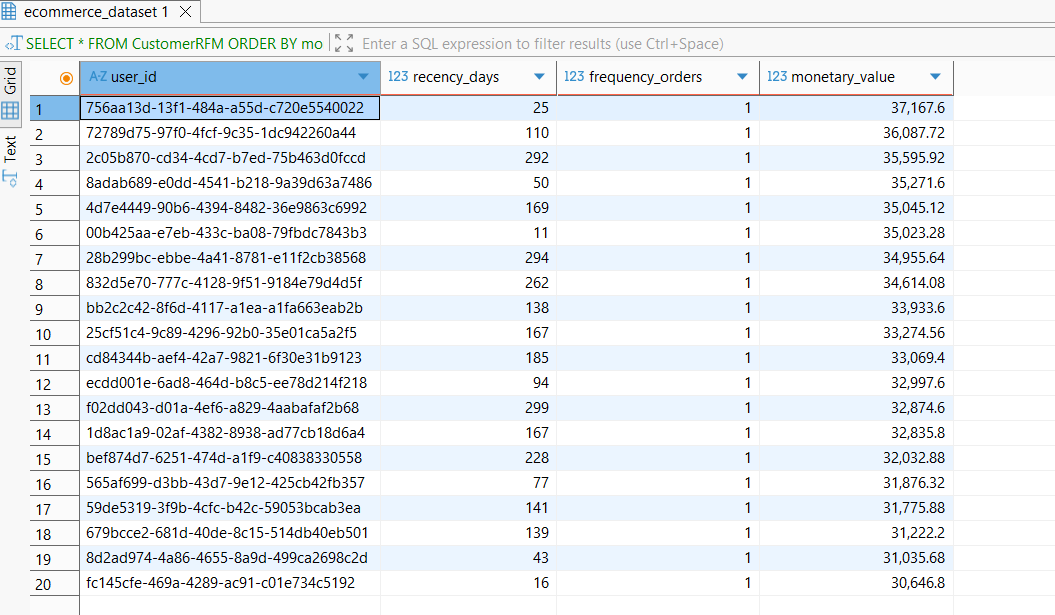 ecommerce_dataset 1
SELECT * FROM CustomerRFM ORDER BY mo Enter a SQL expression to filter results (use Ctrl+Space)
Grid
Text
A-Z user_id 123 recency_days 123 frequency_orders 123 monetary_value
1 756aa13d-13f1-484a-a55d-c720e5540022 25 1 37,167.6
2 72789d75-97f0-4fcf-9c35-1dc942260a44 110 1 36,087.72
3 2c05b870-cd34-4cd7-b7ed-75b463d0fccd 292 1 35,595.92
4 8adab689-e0dd-4541-b218-9a39d63a7486 50 1 35,271.6
5 4d7e4449-90b6-4394-8482-36e9863c6992 169 1 35,045.12
6 00b425aa-e7eb-433c-ba08-79fbdc7843b3 11 1 35,023.28
7 28b299bc-ebbe-4a41-8781-e11f2cb38568 294 1 34,955.64
8 832d5e70-777c-4128-9f51-9184e79d4d5f 262 1 34,614.08
9 bb2c2c42-8f6d-4117-a1ea-a1fa663eab2b 138 1 33,933.6
10 25cf51c4-9c89-4296-92b0-35e01ca5a2f5 167 1 33,274.56
11 cd84344b-aef4-42a7-9821-6f30e31b9123 185 1 33,069.4
12 ecdd001e-6ad8-464d-b8c5-ee78d214f218 94 1 32,997.6
13 f02dd043-d01a-4ef6-a829-4aabafaf2b68 299 1 32,874.6
14 1d8ac1a9-02af-4382-8938-ad77cb18d6a4 167 1 32,835.8
15 bef874d7-6251-474d-a1f9-c40838330558 228 1 32,032.88
16 565af699-d3bb-43d7-9e12-425cb42fb357 77 1 31,876.32
17 59de5319-3f9b-4cfc-b42c-59053bcab3ea 141 1 31,775.88
18 679bcce2-681d-40de-8c15-514db40eb501 139 1 31,222.2
19 8d2ad974-4a86-4655-8a9d-499ca2698c2d 43 1 31,035.68
20 fc145cfe-469a-4289-ac91-c01e734c5192 16 1 30,646.8